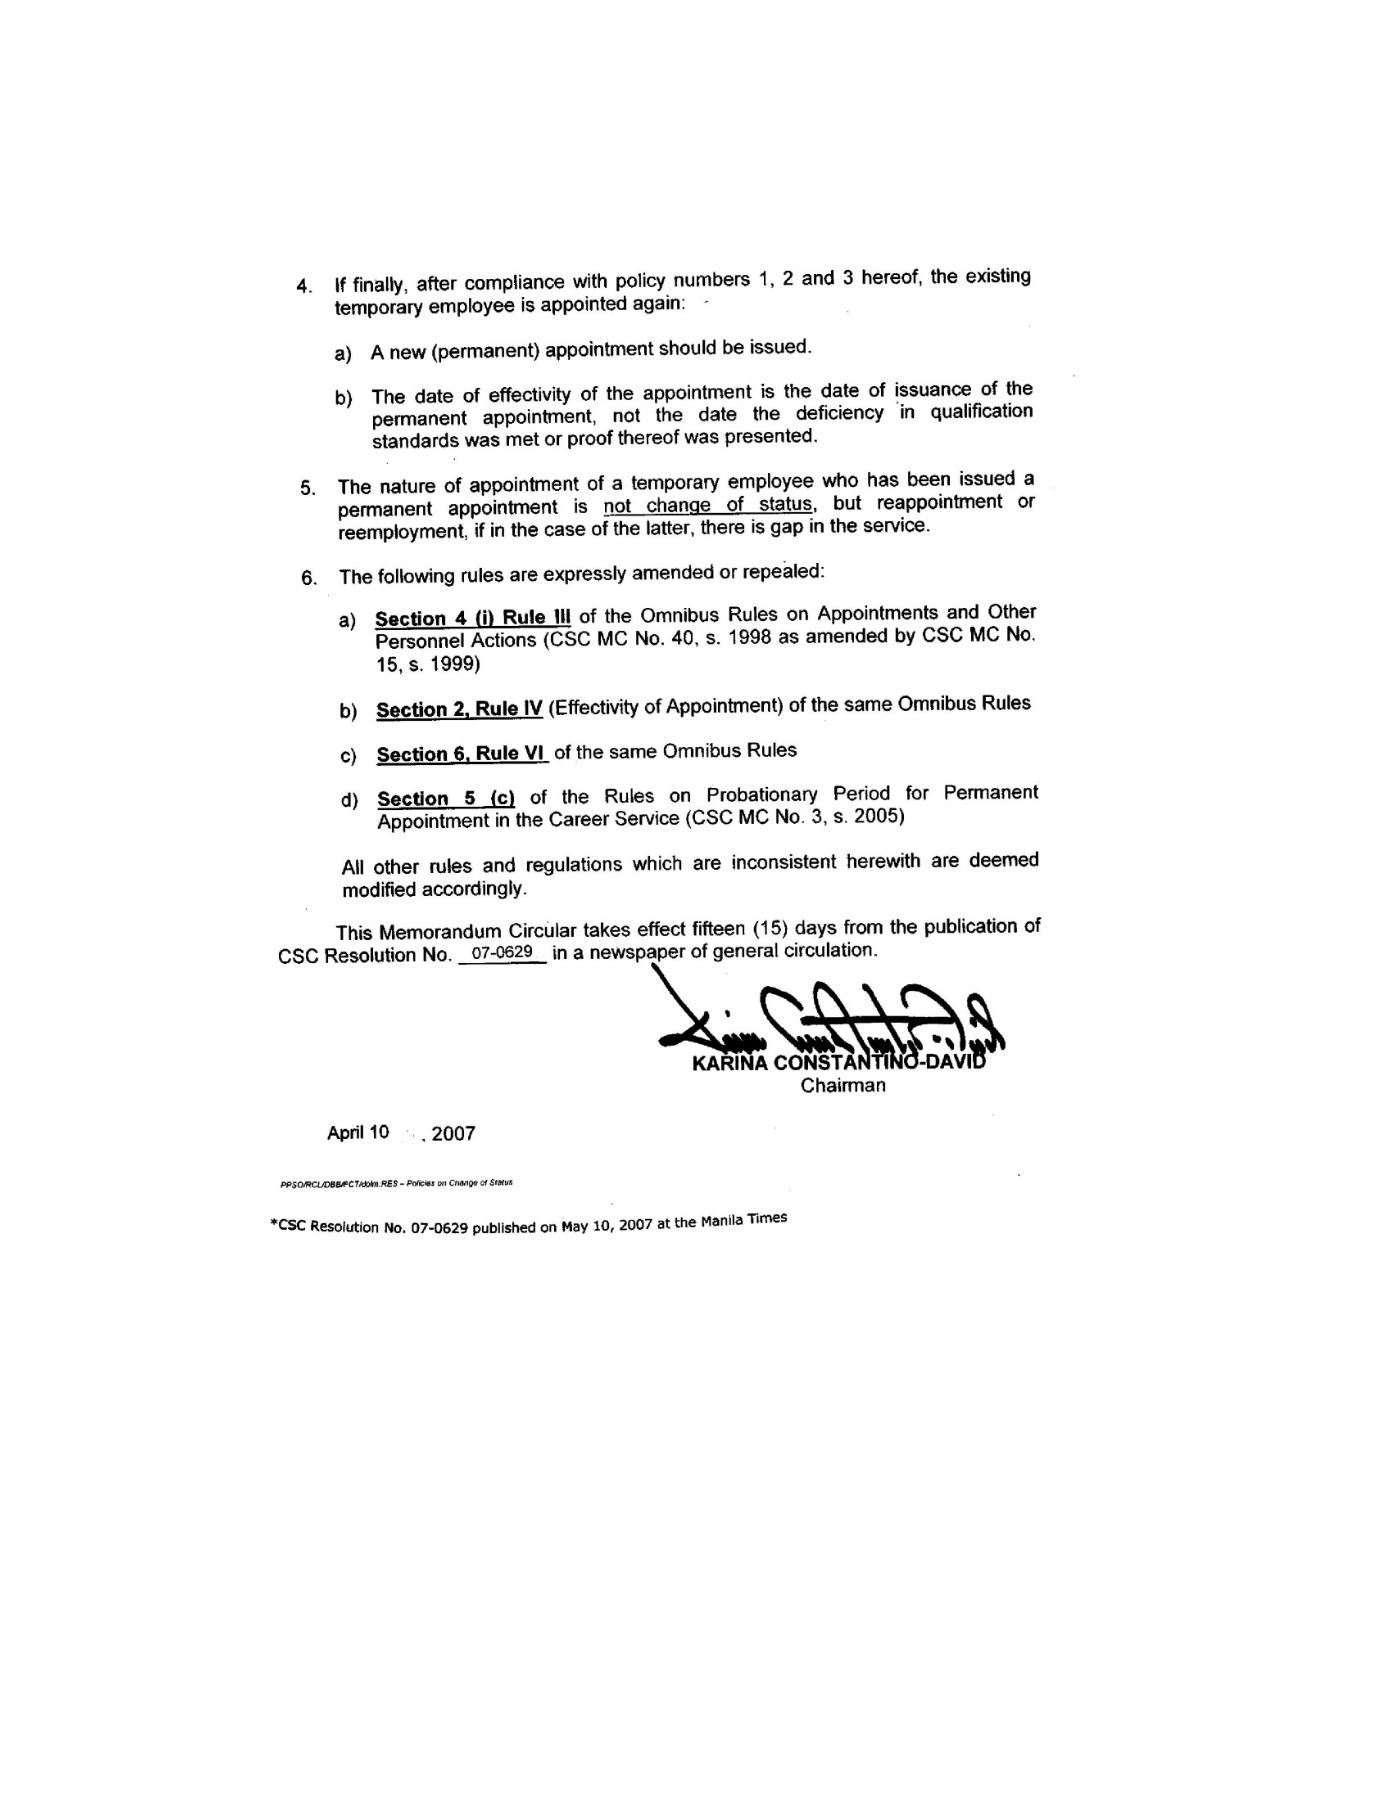 4. If finally, after compliance with policy numbers 1, 2 and 3 hereof, the existing
temporary employee is appointed again:
a) A new (permanent) appointment should be issued.
b) The date of effectivity of the appointment is the date of issuance of the
permanent appointment, not the date the deficiency in qualification
standards was met or proof thereof was presented.
5. The nature of appointment of a temporary employee who has been issued a
permanent appointment is not change of status, but reappointment or
reemployment, if in the case of the latter, there is gap in the service.
6. The following rules are expressly amended or repealed:
a) Section 4 (i) Rule III of the Omnibus Rules on Appointments and Other
Personnel Actions (CSC MC No. 40, s. 1998 as amended by CSC MC No.
15, s. 1999)
b) Section 2, Rule IV (Effectivity of Appointment) of the same Omnibus Rules
c) Section 6, Rule VI of the same Omnibus Rules
d) Section 5 (c) of the Rules on Probationary Period for Permanent
Appointment in the Career Service (CSC MC No. 3, s. 2005)
All other rules and regulations which are inconsistent herewith are deemed
modified accordingly.
This Memorandum Circular takes effect fifteen (15) days from the publication of
CSC Resolution No. 07-0629 in a newspaper of general circulation.
KARINA CONSTANTINO-DAVID
Chairman
April 10 , 2007
– Policies on Change of Status
*CSC Resolution No. 07-0629 published on May 10, 2007 at the Manila Times